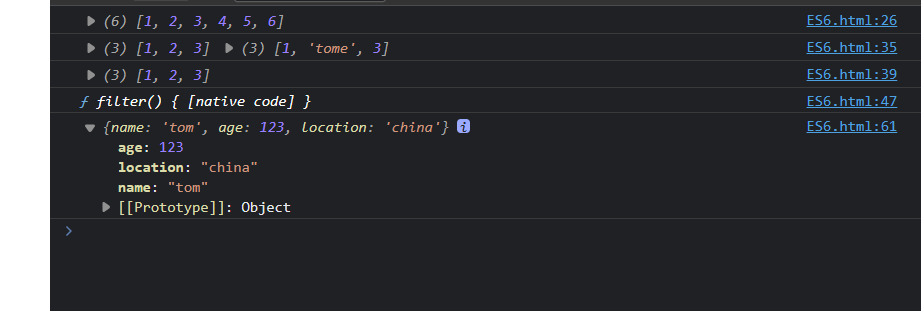 ▶ (6) [1, 2, 3, 4, 5, 6] ES6.html:26
▶ (3) [1, 2, 3] ▶ (3) [1, 'tome', 3] ES6.html:35
▶ (3) [1, 2, 3] ES6.html:39
ƒ filter() { [native code] } ES6.html:47
▼ {name: 'tom', age: 123, location: 'china'} i ES6.html:61
age: 123
location: "china"
name: "tom"
▶ [[Prototype]]: Object
>